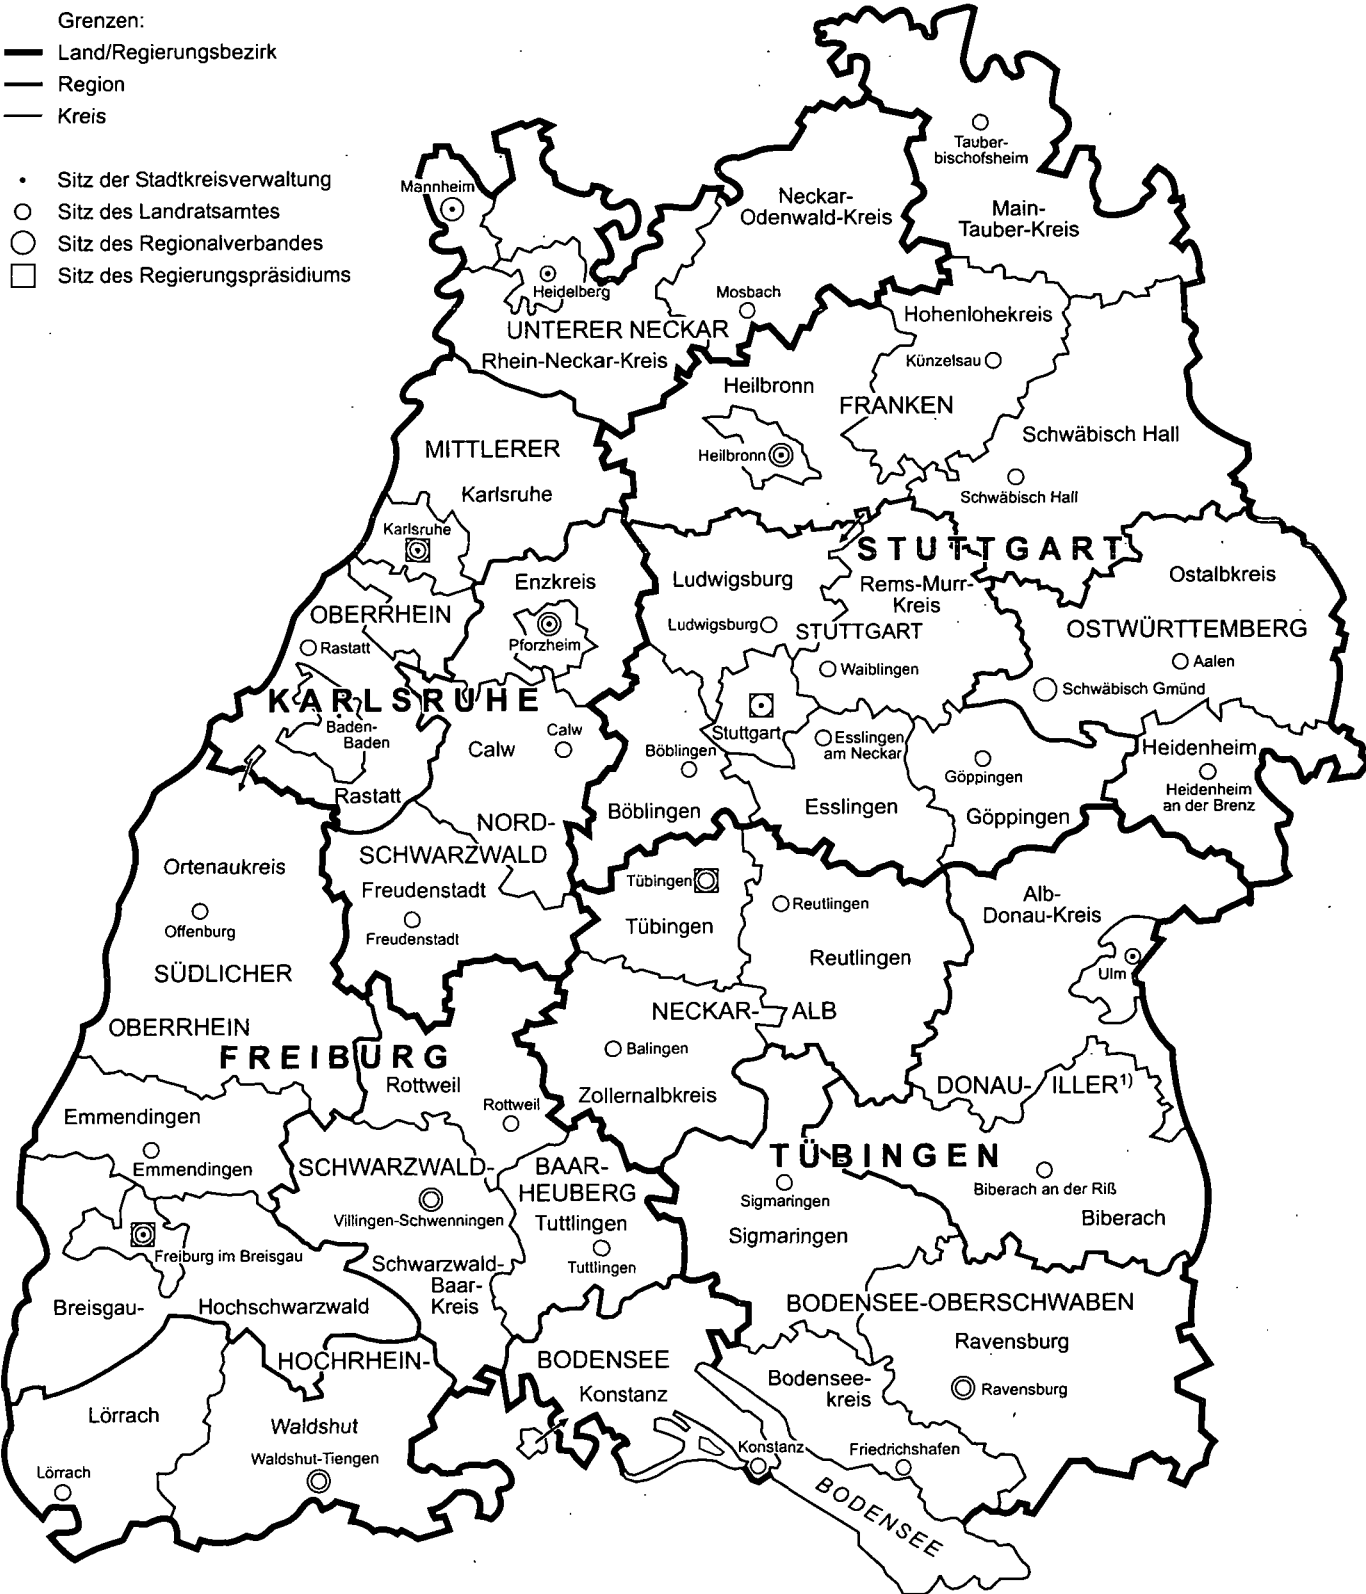 Grenzen:
Land/Regierungsbezirk
Region
Kreis
Sitz der Stadtkreisverwaltung
Sitz des Landratsamtes
Sitz des Regionalverbandes
Sitz des Regierungspräsidiums
Tauber-
bischofsheim
Main-
Tauber-Kreis
Neckar-
Odenwald-Kreis
Mosbach
Mannheim
Heidelberg
UNTERER NECKAR
Rhein-Neckar-Kreis
Hohenlohekreis
Künzelsau
Heilbronn
FRANKEN
Heilbronn
Schwäbisch Hall
Schwäbisch Hall
MITTLERER
Karlsruhe
Karlsruhe
OBERRHEIN
Rastatt
Enzkreis
Pforzheim
STUTTGART
Ludwigsburg
Rems-Murr-
Kreis
Ludwigsburg
STUTTGART
Waiblingen
Ostalbkreis
OSTWÜRTTEMBERG
Aalen
Schwäbisch Gmünd
KARLSRUHE
Baden-
Baden
Rastatt
Calw
Calw
Stuttgart
Böblingen
Böblingen
Esslingen
am Neckar
Esslingen
Göppingen
Göppingen
Heidenheim
Heidenheim
an der Brenz
NORD-
SCHWARZWALD
Freudenstadt
Freudenstadt
Ortenaukreis
Offenburg
SÜDLICHER
OBERRHEIN
Tübingen
Tübingen
Reutlingen
Reutlingen
Alb-
Donau-Kreis
Ulm
NECKAR- ALB
Balingen
Zollernalbkreis
FREIBURG
Rottweil
Rottweil
DONAU- ILLER¹⁾
Emmendingen
Emmendingen
SCHWARZWALD-
BAAR-
HEUBERG
Villingen-Schwenningen
Tuttlingen
Tuttlingen
TÜBINGEN
Sigmaringen
Sigmaringen
Biberach an der Riß
Biberach
Freiburg im Breisgau
Schwarzwald-
Baar-
Kreis
Breisgau- Hochschwarzwald
HOCHRHEIN-
BODENSEE
Konstanz
BODENSEE-OBERSCHWABEN
Ravensburg
Ravensburg
Bodensee-
kreis
Lörrach
Lörrach
Waldshut
Waldshut-Tiengen
Konstanz
Friedrichshafen
BODENSEE